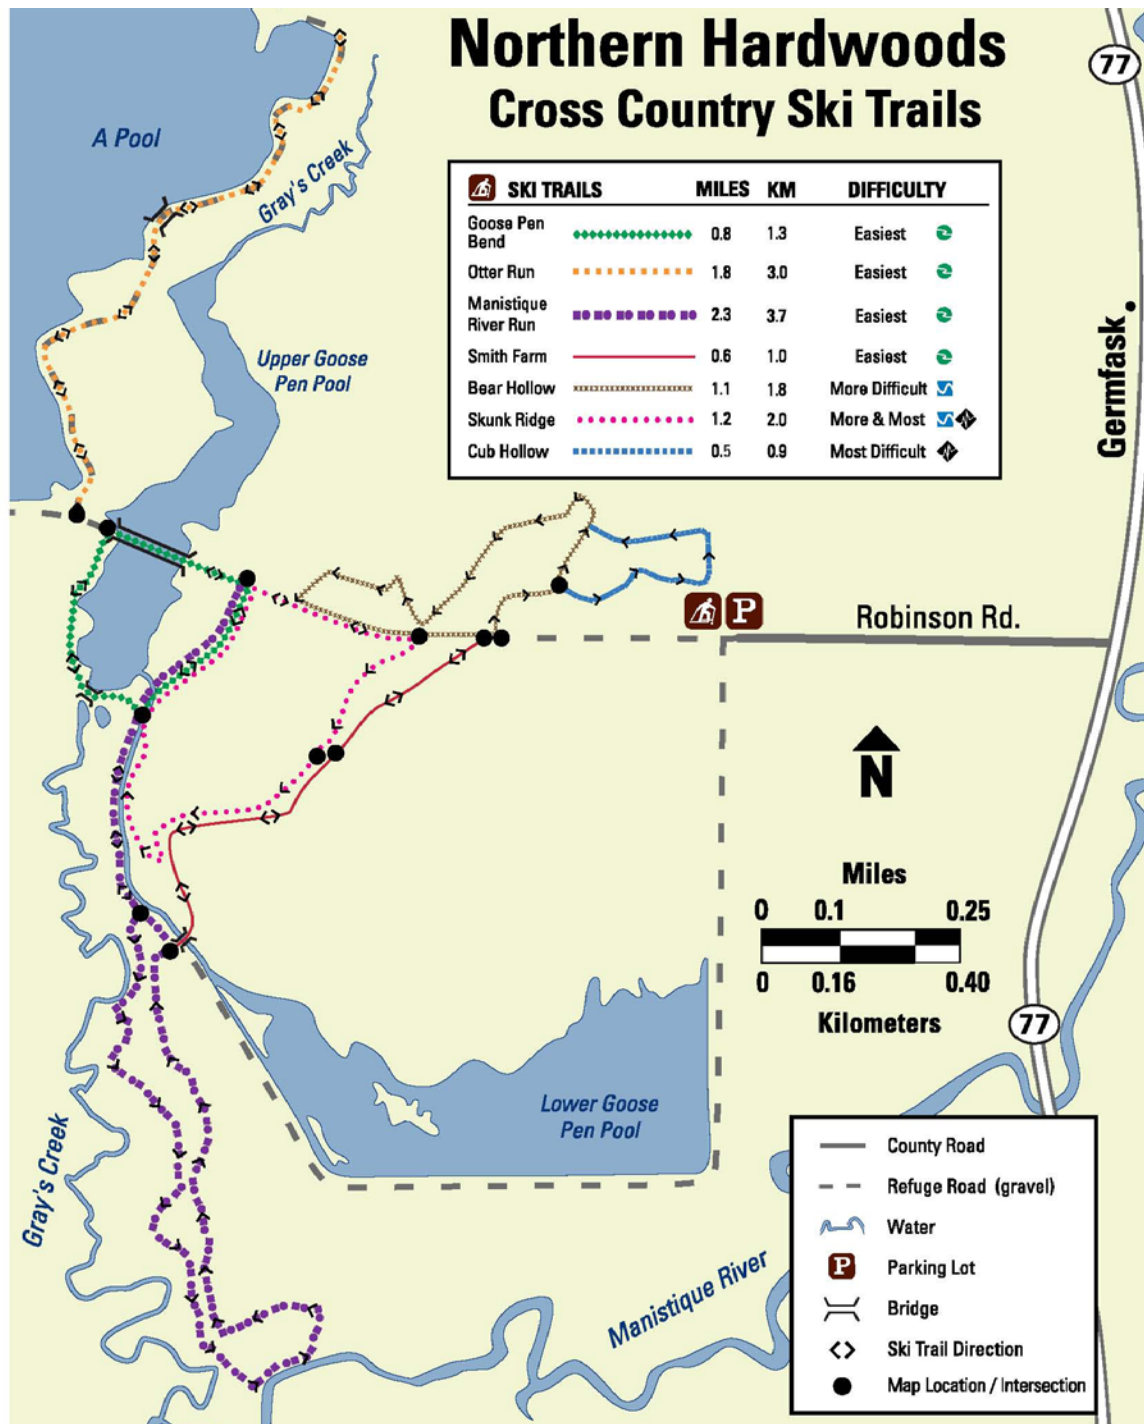 Northern Hardwoods
Cross Country Ski Trails
77
A Pool
Gray's Creek
SKI TRAILS MILES KM DIFFICULTY
Goose Pen
Bend 0.8 1.3 Easiest
Otter Run 1.8 3.0 Easiest
Manistique
River Run 2.3 3.7 Easiest
Smith Farm 0.6 1.0 Easiest
Bear Hollow 1.1 1.8 More Difficult
Skunk Ridge 1.2 2.0 More & Most
Cub Hollow 0.5 0.9 Most Difficult
Germfask
Upper Goose
Pen Pool
P
Robinson Rd.
N
Miles
0 0.1 0.25
0 0.16 0.40
Kilometers
77
Lower Goose
Pen Pool
Gray's Creek
Manistique River
County Road
Refuge Road (gravel)
Water
P Parking Lot
Bridge
Ski Trail Direction
Map Location / Intersection